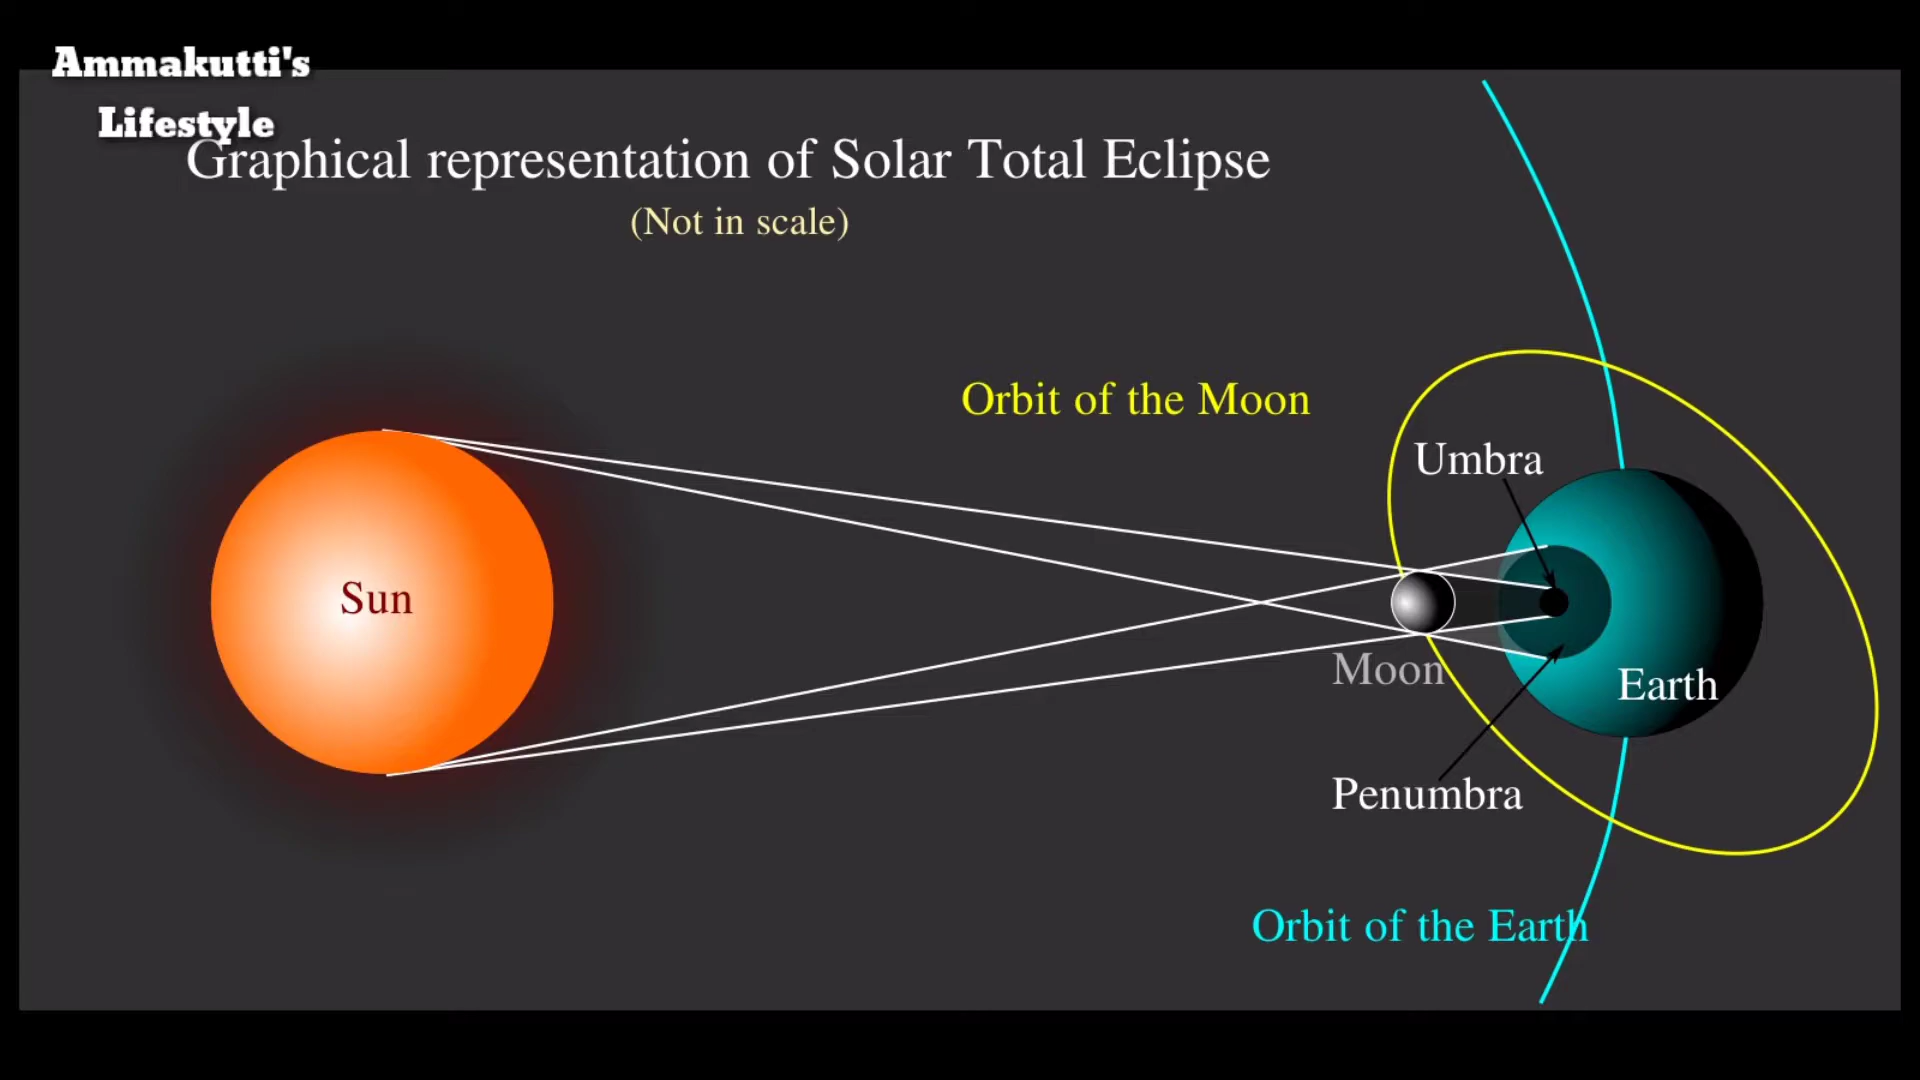 Ammakutti's
Lifestyle
Graphical representation of Solar Total Eclipse
(Not in scale)
Orbit of the Moon
Umbra
Sun
Moon
Earth
Penumbra
Orbit of the Earth